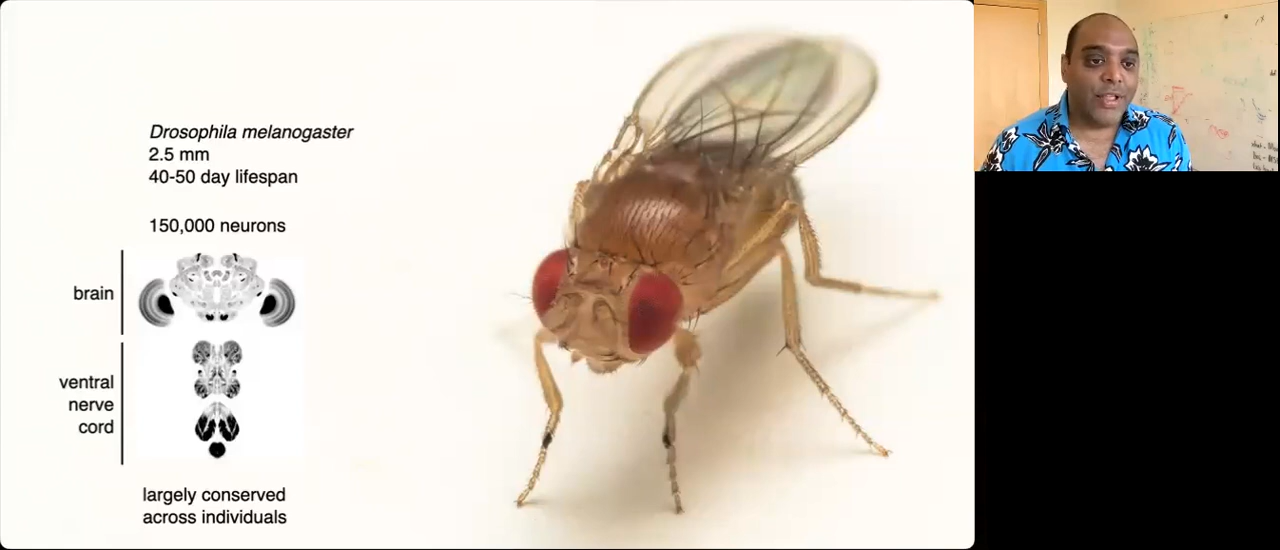 Drosophila melanogaster
2.5 mm
40-50 day lifespan
150,000 neurons
brain
ventral
nerve
cord
largely conserved
across individuals